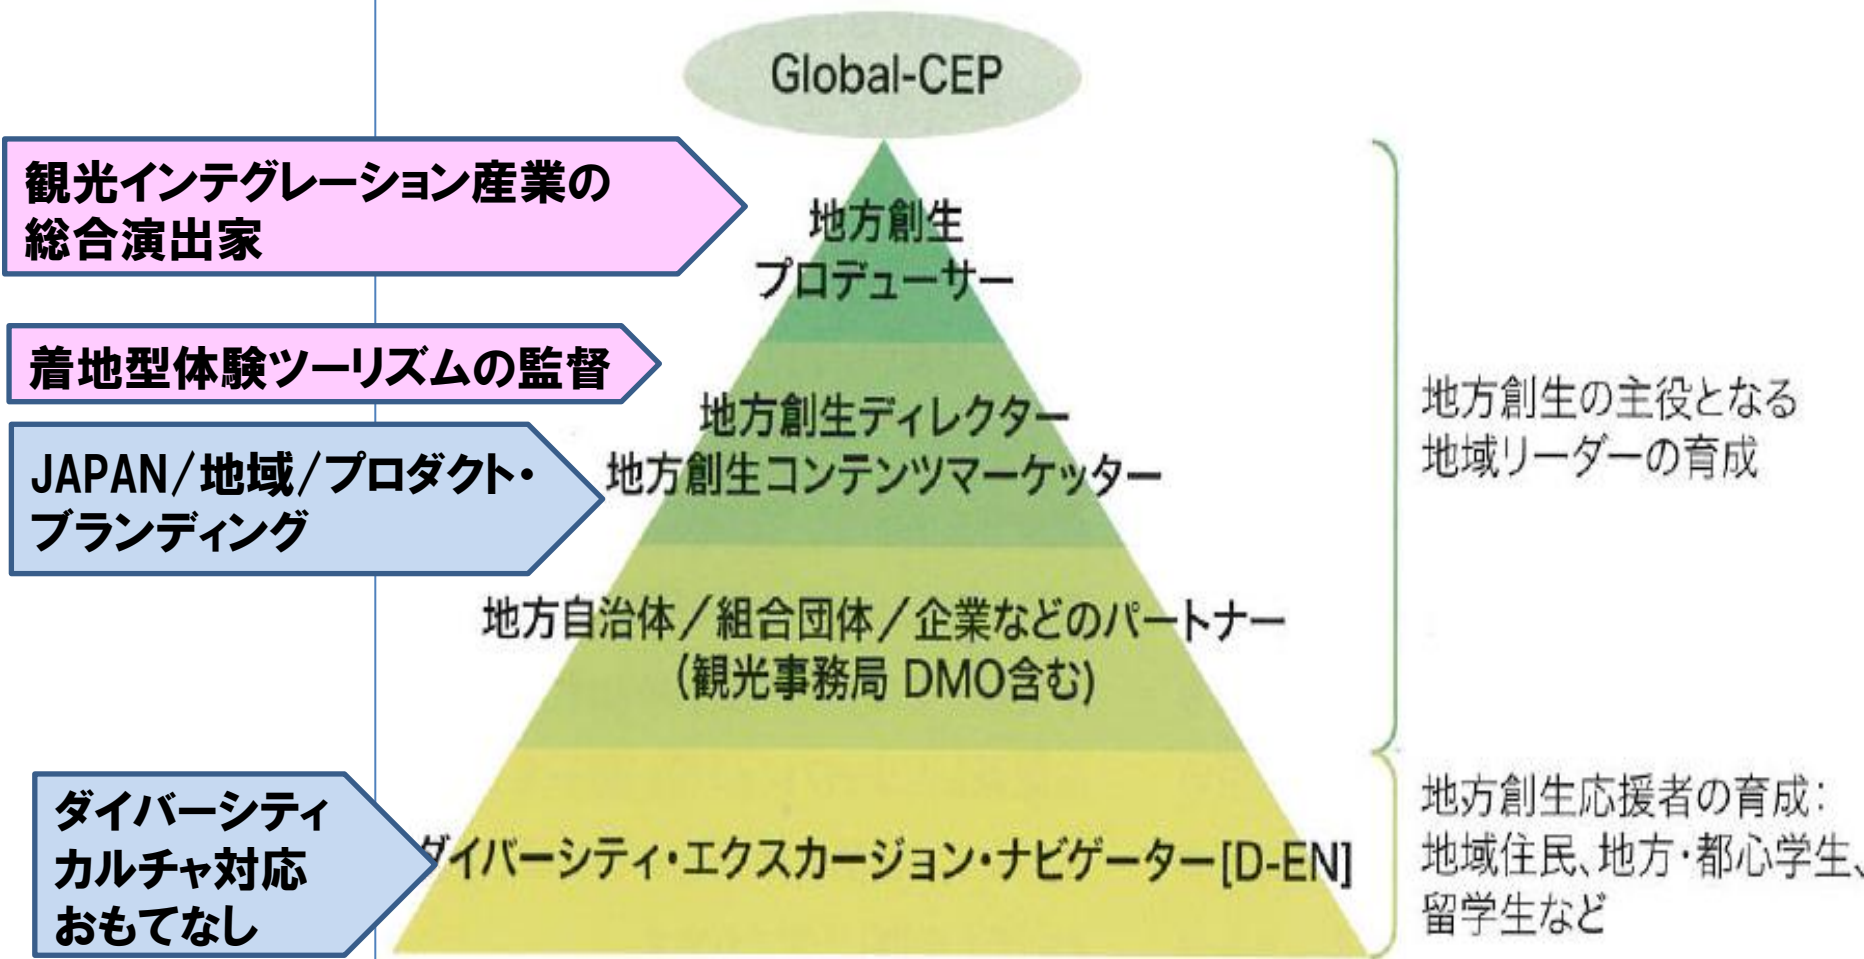 Global-CEP
観光インテグレーション産業の
総合演出家
地方創生
プロデューサー
着地型体験ツーリズムの監督
地方創生ディレクター
地方創生コンテンツマーケッター
JAPAN/地域/プロダクト・
ブランディング
地方創生の主役となる
地域リーダーの育成
地方自治体／組合団体／企業などのパートナー
（観光事務局 DMO含む）
ダイバーシティ
カルチャ対応
おもてなし
ダイバーシティ・エクスカージョン・ナビゲーター[D-EN]
地方創生応援者の育成：
地域住民、地方・都心学生、
留学生など